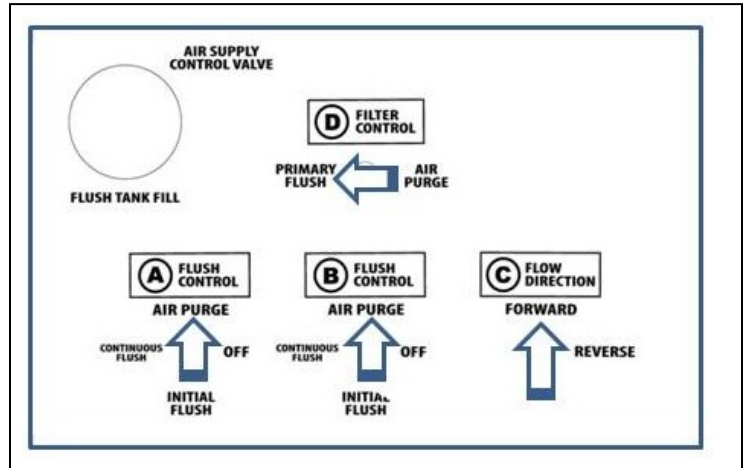 AIR SUPPLY
CONTROL VALVE
D FILTER
CONTROL
PRIMARY
FLUSH
AIR
PURGE
FLUSH TANK FILL
A FLUSH
CONTROL
B FLUSH
CONTROL
C FLOW
DIRECTION
AIR PURGE
AIR PURGE
FORWARD
CONTINUOUS
FLUSH
OFF
CONTINUOUS
FLUSH
OFF
REVERSE
INITIAL
FLUSH
FLUSH